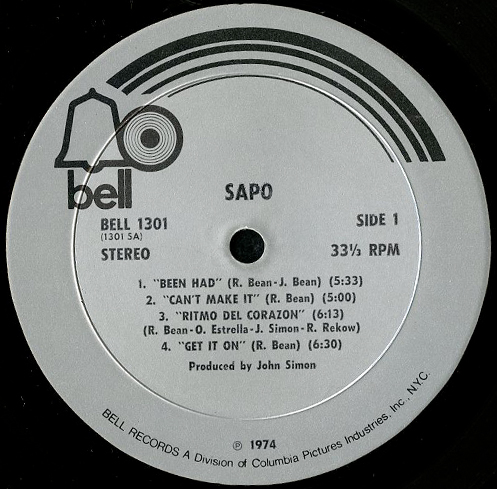 bell
SAPO
BELL 1301
(1301 SA)
STEREO
SIDE 1
33⅓ RPM
1. "BEEN HAD" (R. Bean-J. Bean) (5:33)
2. "CAN'T MAKE IT" (R. Bean) (5:00)
3. "RITMO DEL CORAZON" (6:13)
(R. Bean-O. Estrella-J. Simon-R. Rekow)
4. "GET IT ON" (R. Bean) (6:30)
Produced by John Simon
℗ 1974
BELL RECORDS A Division of Columbia Pictures Industries, Inc., N.Y.C.